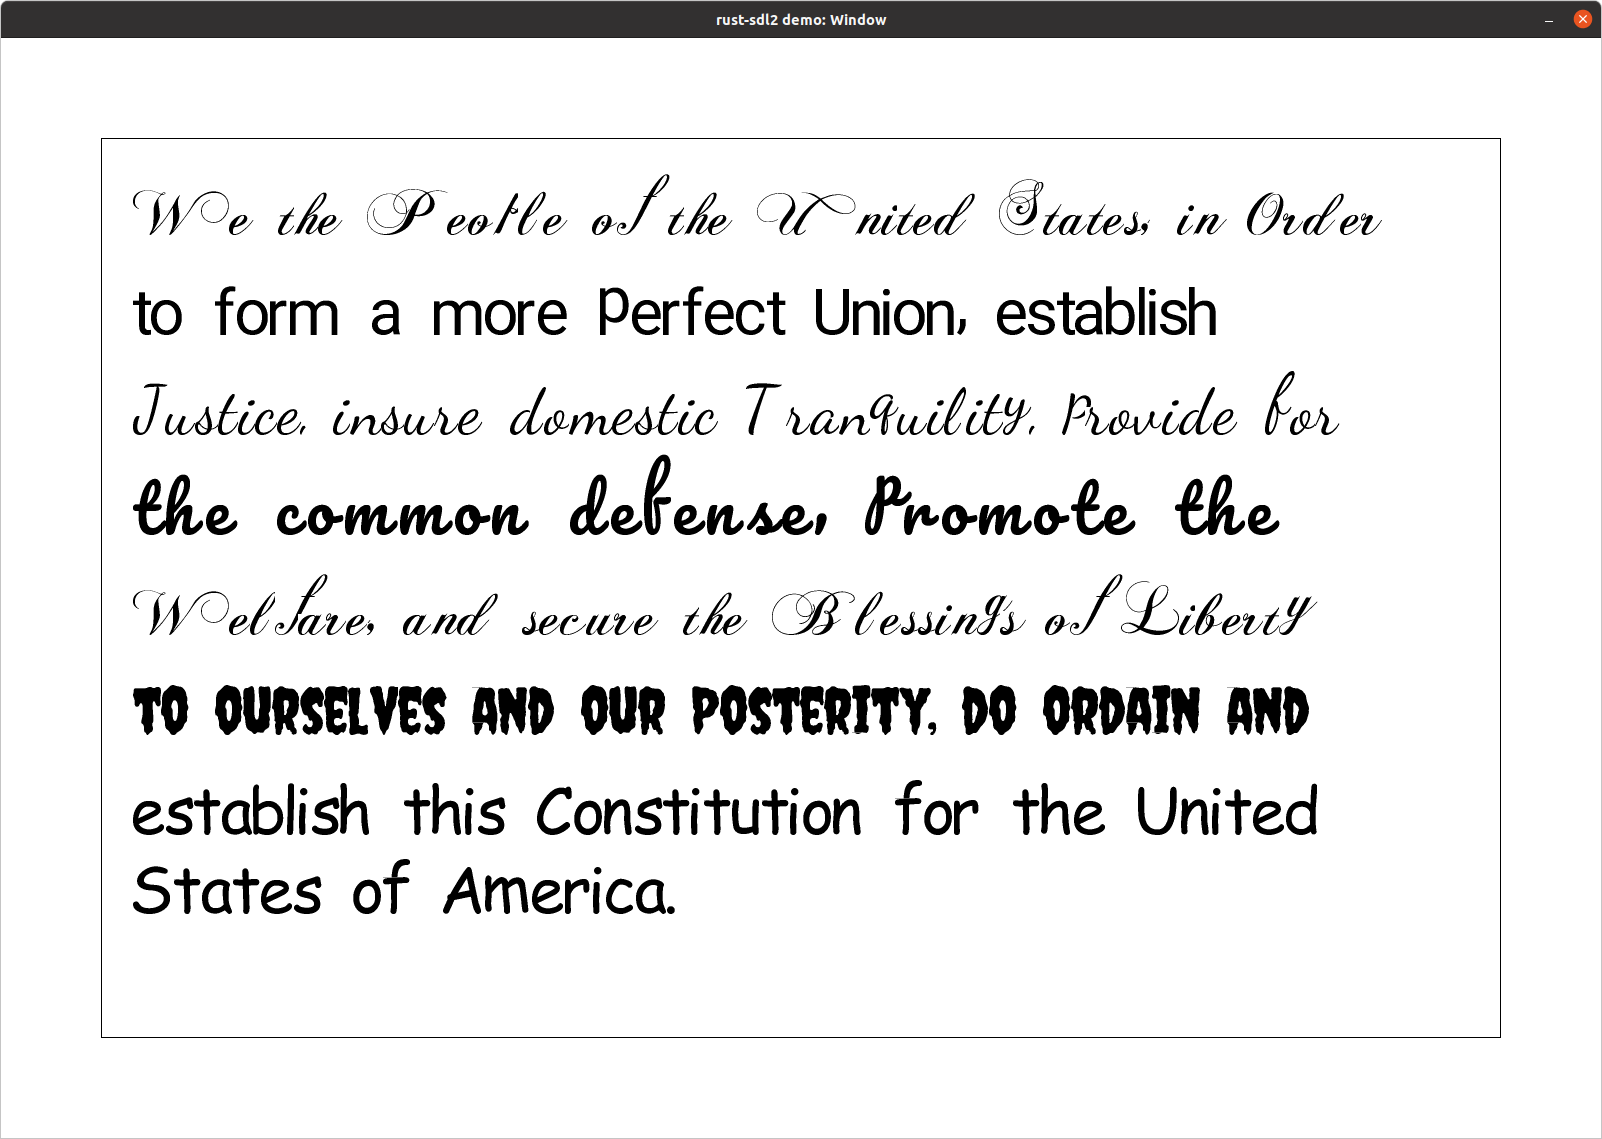 rust-sdl2 demo: Window
We the People of the United States, in Order
to form a more perfect Union, establish
Justice, insure domestic Tranquility, provide for
the common defense, promote the
Welfare, and secure the Blessings of Liberty
TO OURSELVES AND OUR POSTERITY, DO ORDAIN AND
establish this Constitution for the United
States of America.